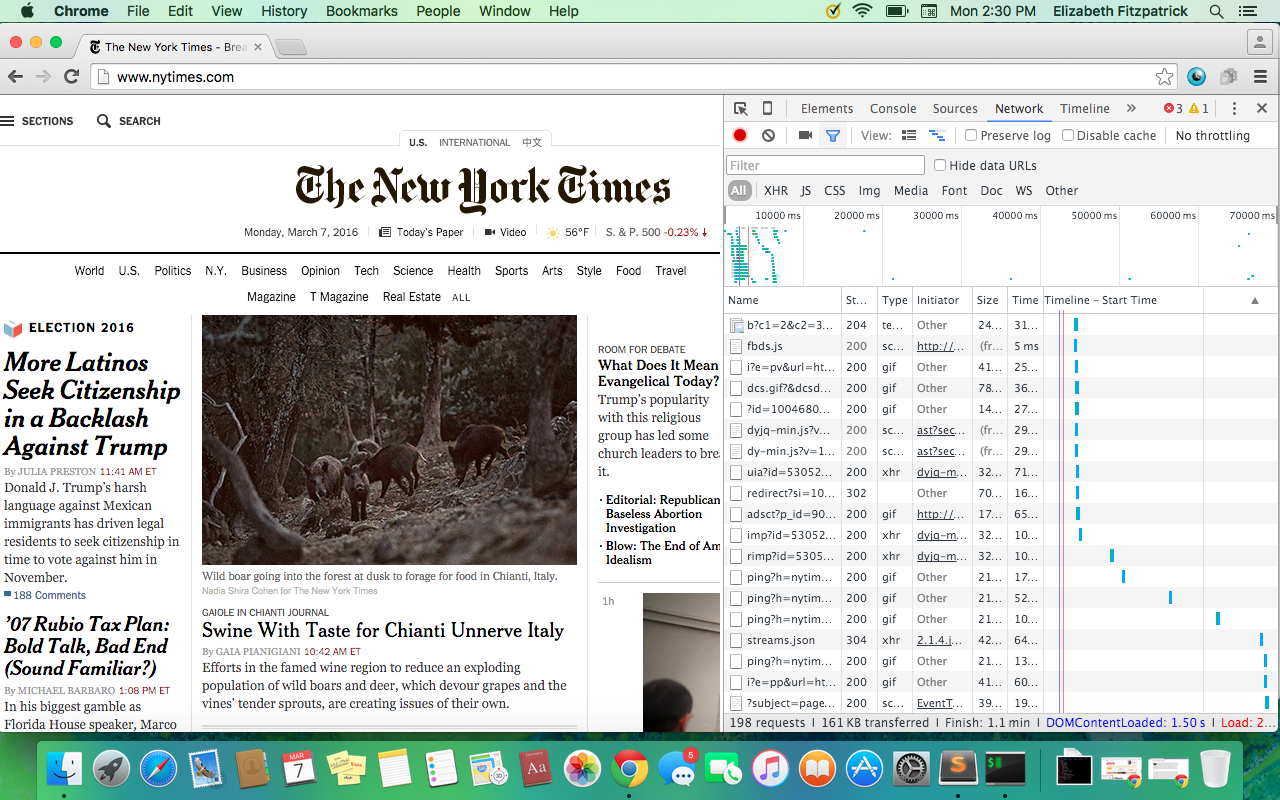 Chrome File Edit View History Bookmarks People Window Help Mon 2:30 PM Elizabeth Fitzpatrick
The New York Times - Brea
www.nytimes.com
SECTIONS SEARCH
U.S. INTERNATIONAL 中文
The New York Times
Monday, March 7, 2016 Today's Paper Video 56°F S. & P. 500 -0.23% ↓
World U.S. Politics N.Y. Business Opinion Tech Science Health Sports Arts Style Food Travel
Magazine T Magazine Real Estate ALL
ELECTION 2016
More Latinos
Seek Citizenship
in a Backlash
Against Trump
By JULIA PRESTON 11:41 AM ET
Donald J. Trump's harsh
language against Mexican
immigrants has driven legal
residents to seek citizenship in
time to vote against him in
November.
188 Comments
'07 Rubio Tax Plan:
Bold Talk, Bad End
(Sound Familiar?)
By MICHAEL BARBARO 1:08 PM ET
In his biggest gamble as
Florida House speaker, Marco
Wild boar going into the forest at dusk to forage for food in Chianti, Italy.
Nadia Shira Cohen for The New York Times
GAIOLE IN CHIANTI JOURNAL
Swine With Taste for Chianti Unnerve Italy
By GAIA PIANIGIANI 10:42 AM ET
Efforts in the famed wine region to reduce an exploding
population of wild boars and deer, which devour grapes and the
vines' tender sprouts, are creating issues of their own.
ROOM FOR DEBATE
What Does It Mean
Evangelical Today?
Trump's popularity
with this religious
group has led some
church leaders to brea
it.
· Editorial: Republican
Baseless Abortion
Investigation
· Blow: The End of Am
Idealism
1h
Elements Console Sources Network Timeline » 3 1
View: Preserve log Disable cache No throttling
Filter Hide data URLs
All XHR JS CSS Img Media Font Doc WS Other
10000 ms 20000 ms 30000 ms 40000 ms 50000 ms 60000 ms 70000 ms
Name St... Type Initiator Size Time Timeline – Start Time
b?c1=2&c2=3... 204 te... Other 24... 31...
fbds.js 200 sc... http://... (fr... 5 ms
i?e=pv&url=ht... 200 gif Other 41... 25...
dcs.gif?&dcsd... 200 gif Other 78... 36...
?id=1004680... 200 gif Other 14... 27...
dyjq-min.js?v... 200 sc... ast?sec... (fr... 29...
dy-min.js?v=1... 200 sc... ast?sec... (fr... 29...
uia?id=53052... 200 xhr dyjq-m... 32... 71...
redirect?si=10... 302 Other 70... 16...
adsct?p_id=90... 200 gif http://... 17... 65...
imp?id=53052... 200 xhr dyjq-m... 32... 10...
rimp?id=5305... 200 xhr dyjq-m... 32... 10...
ping?h=nytim... 200 gif Other 21... 17...
ping?h=nytim... 200 gif Other 21... 52...
ping?h=nytim... 200 gif Other 21... 10...
streams.json 304 xhr 2.1.4.j... 42... 64...
ping?h=nytim... 200 gif Other 21... 13...
i?e=pp&url=ht... 200 gif Other 41... 60...
?subject=page... 200 sc... EventT... 39... 19...
198 requests | 161 KB transferred | Finish: 1.1 min | DOMContentLoaded: 1.50 s | Load: 2...
MAR
7
Aa
5
S
$